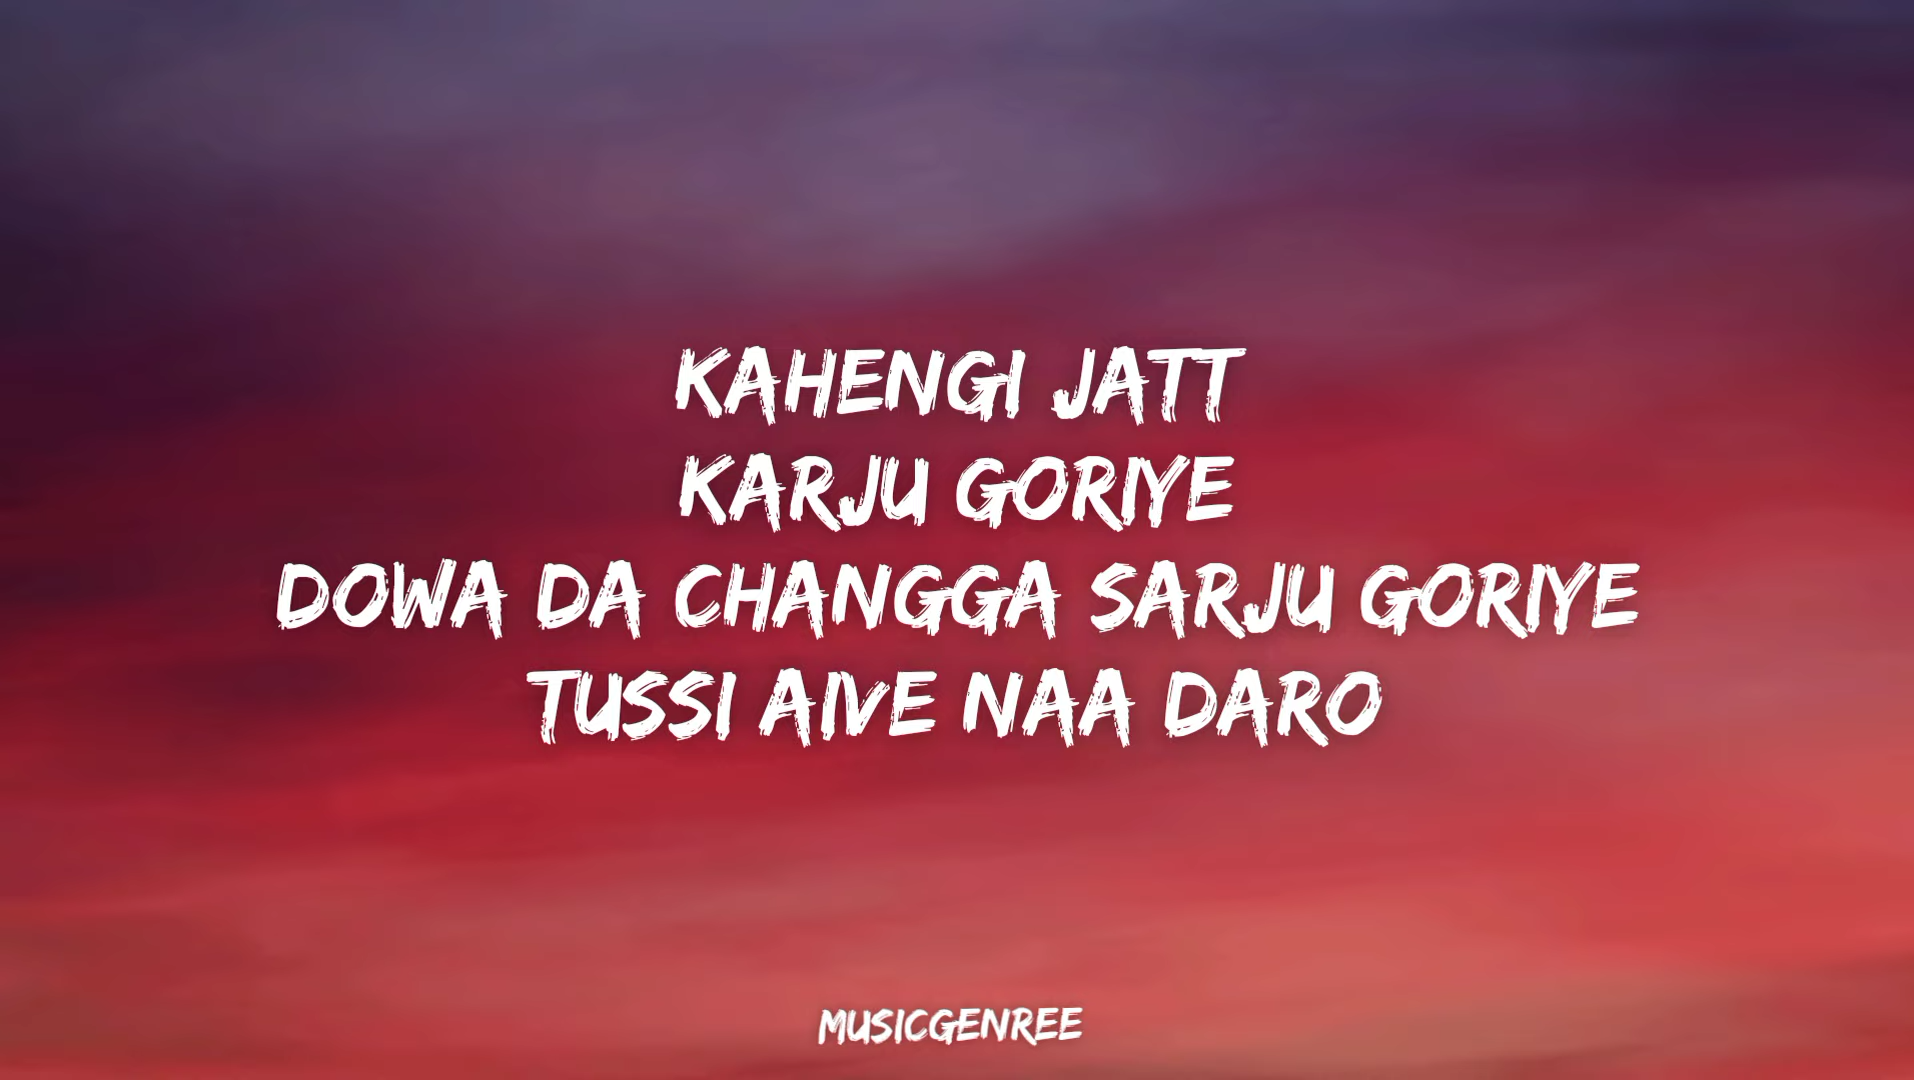 KAHENGI JATT
KARJU GORIYE
DOWA DA CHANGGA SARJU GORIYE
TUSSI AIVE NAA DARO
MUSICGENREE